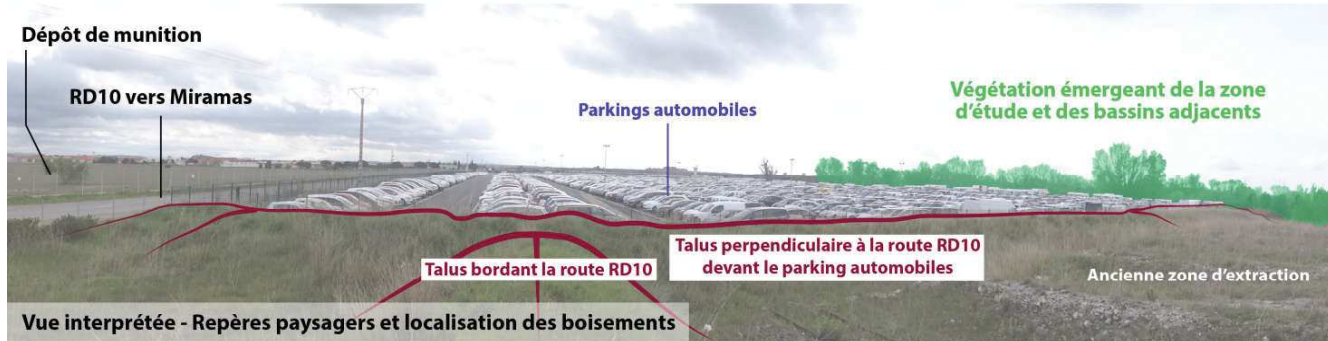 Dépôt de munition
RD10 vers Miramas
Parkings automobiles
Végétation émergeant de la zone
d'étude et des bassins adjacents
Talus bordant la route RD10
Talus perpendiculaire à la route RD10
devant le parking automobiles
Ancienne zone d'extraction
Vue interprétée - Repères paysagers et localisation des boisements